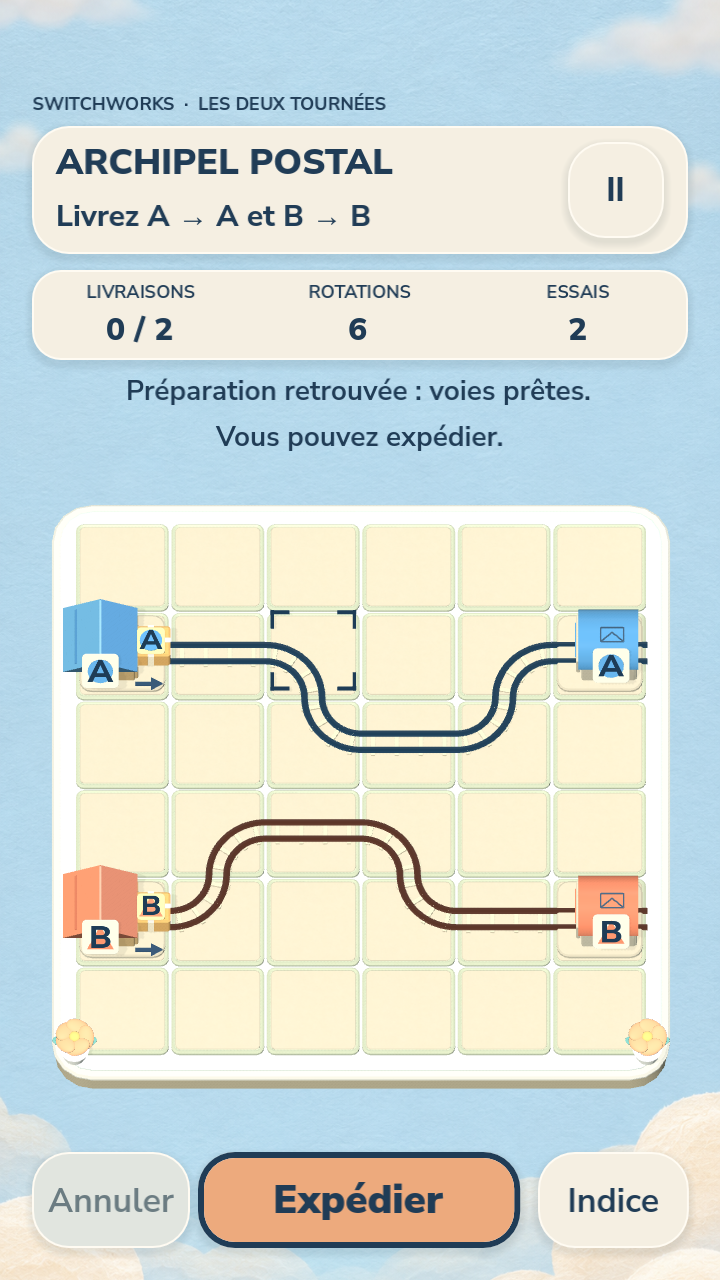 SWITCHWORKS · LES DEUX TOURNÉES
ARCHIPEL POSTAL
Livrez A → A et B → B
LIVRAISONS ROTATIONS ESSAIS
0 / 2 6 2
Préparation retrouvée : voies prêtes.
Vous pouvez expédier.
A A A
B B B
Annuler Expédier Indice